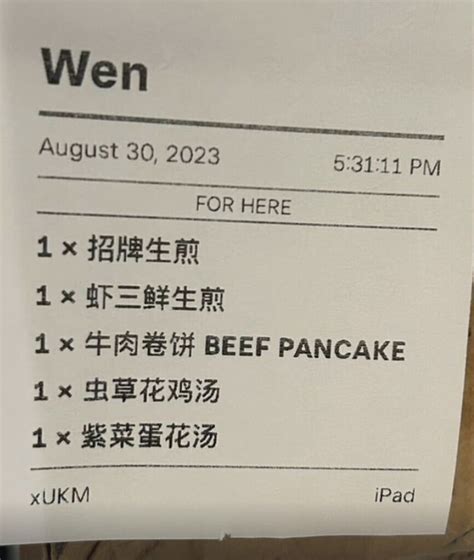 Wen
August 30, 2023 5:31:11 PM
FOR HERE
1 × 招牌生煎
1 × 虾三鲜生煎
1 × 牛肉卷饼 BEEF PANCAKE
1 × 虫草花鸡汤
1 × 紫菜蛋花汤
xUKM iPad